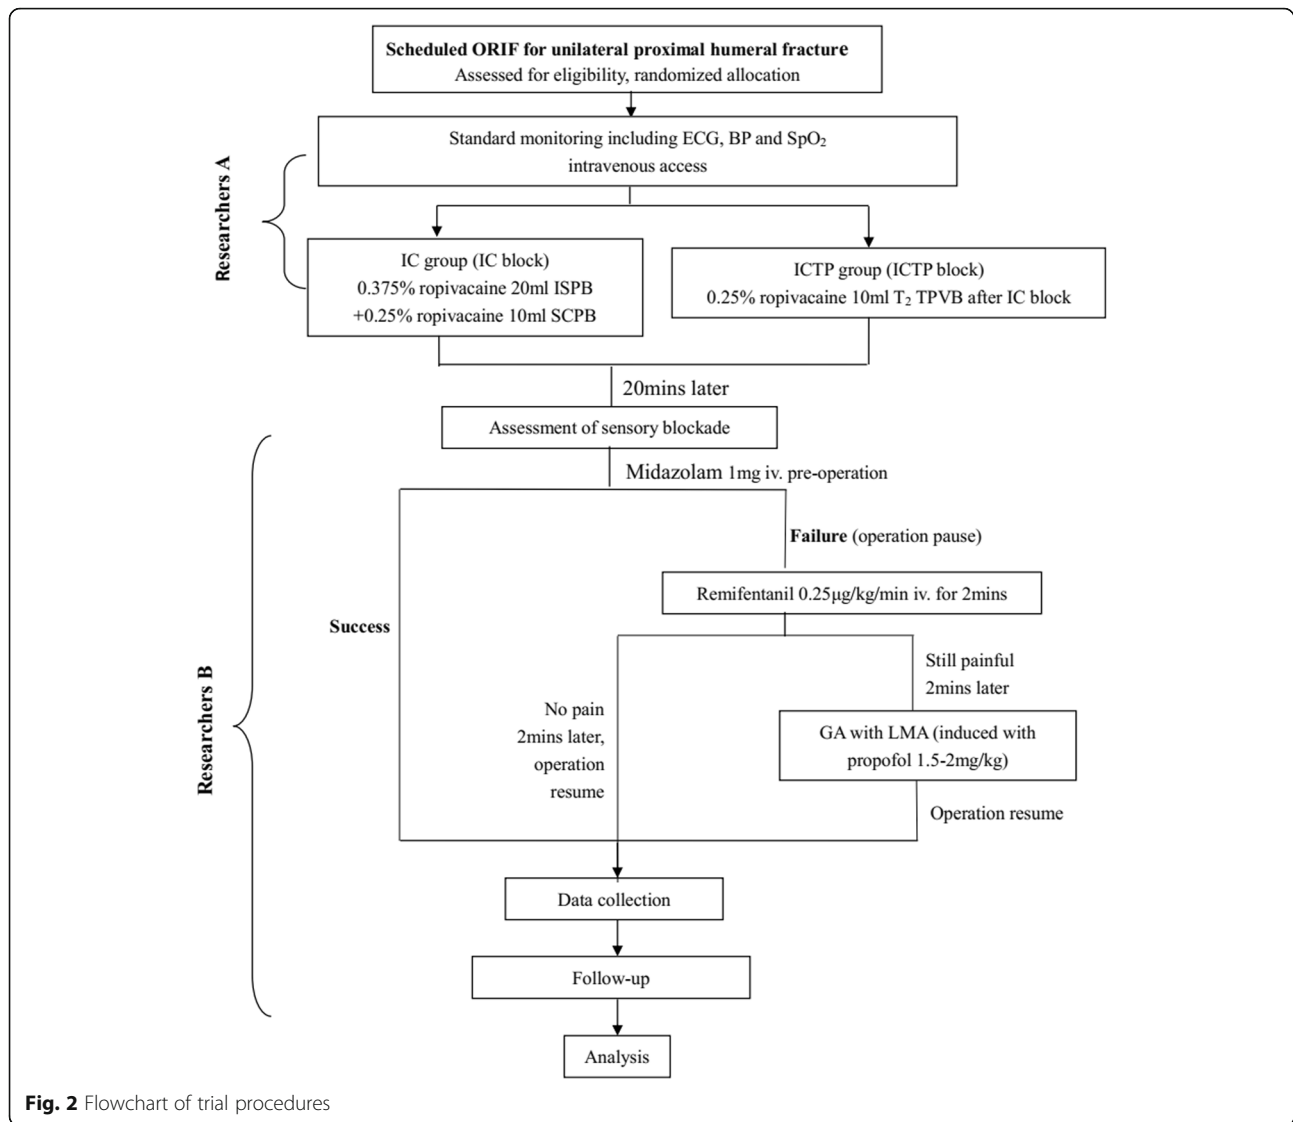 Scheduled ORIF for unilateral proximal humeral fracture
Assessed for eligibility, randomized allocation
Standard monitoring including ECG, BP and SpO₂
intravenous access
Researchers A
IC group (IC block)
0.375% ropivacaine 20ml ISPB
+0.25% ropivacaine 10ml SCPB
ICTP group (ICTP block)
0.25% ropivacaine 10ml T₂ TPVB after IC block
20mins later
Assessment of sensory blockade
Midazolam 1mg iv. pre-operation
Failure (operation pause)
Remifentanil 0.25μg/kg/min iv. for 2mins
Success
Still painful
2mins later
Researchers B
No pain
2mins later,
operation
resume
GA with LMA (induced with
propofol 1.5-2mg/kg)
Operation resume
Data collection
Follow-up
Analysis
Fig. 2 Flowchart of trial procedures